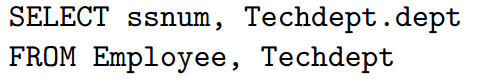 SELECT ssnum, Techdept.dept
FROM Employee, Techdept